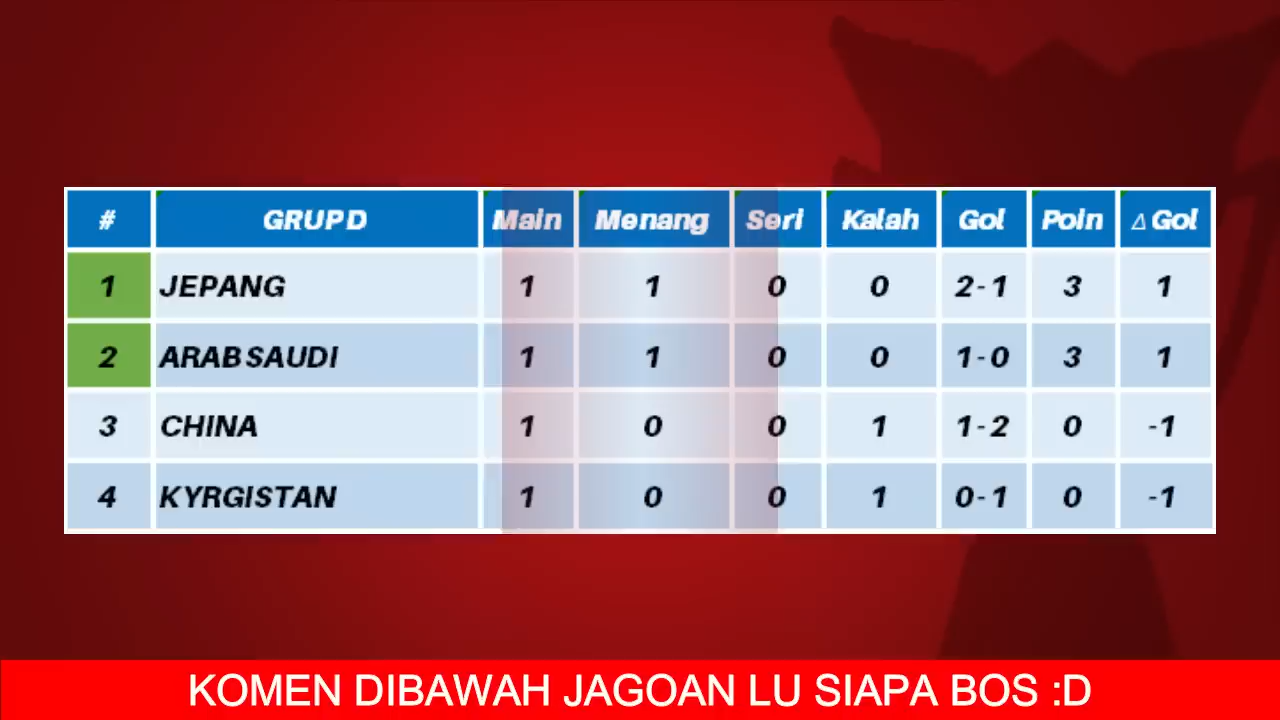 # GRUP D Main Menang Seri Kalah Gol Poin △ Gol
1 JEPANG 1 1 0 0 2-1 3 1
2 ARAB SAUDI 1 1 0 0 1-0 3 1
3 CHINA 1 0 0 1 1-2 0 -1
4 KYRGISTAN 1 0 0 1 0-1 0 -1
KOMEN DIBAWAH JAGOAN LU SIAPA BOS :D